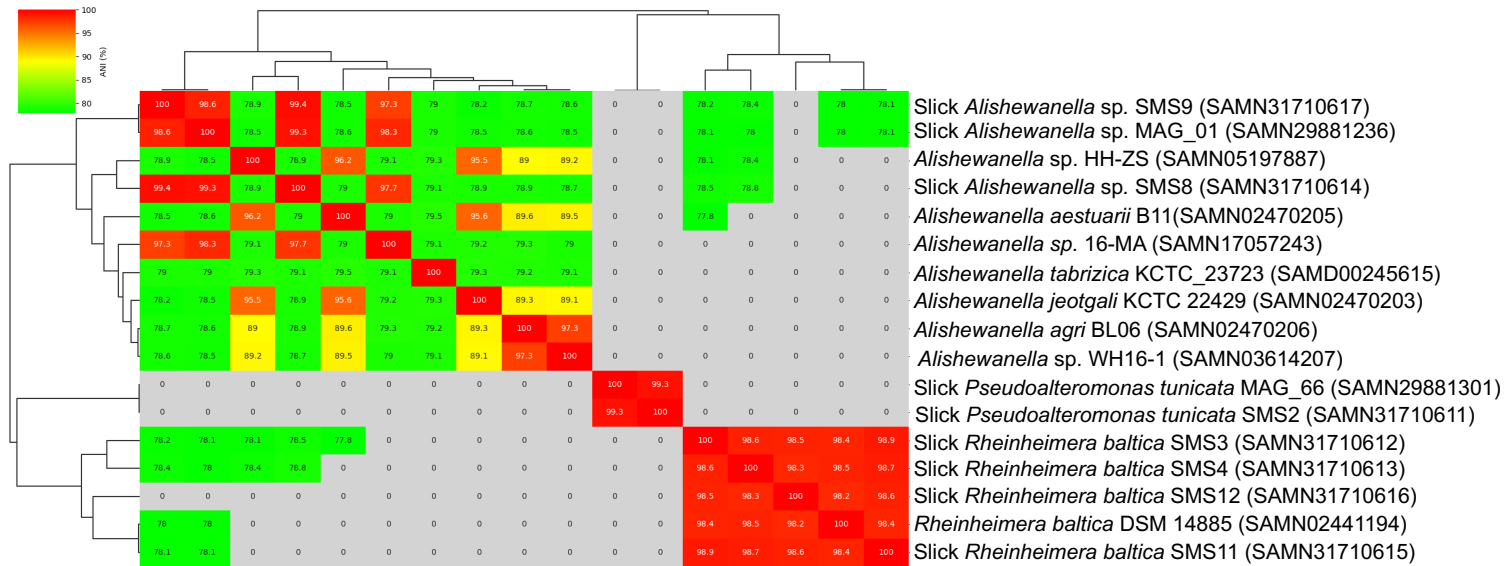 100
95
90
85
80
ANI (%)
100 98.6 78.9 99.4 78.5 97.3 79 78.2 78.7 78.6 0 0 78.2 78.4 0 78 78.1 Slick Alishewanella sp. SMS9 (SAMN31710617)
98.6 100 78.5 99.3 78.6 98.3 79 78.5 78.6 78.5 0 0 78.1 78 0 78 78.1 Slick Alishewanella sp. MAG_01 (SAMN29881236)
78.9 78.5 100 78.9 96.2 79.1 79.3 95.5 89 89.2 0 0 78.1 78.4 0 0 0 Alishewanella sp. HH-ZS (SAMN05197887)
99.4 99.3 78.9 100 79 97.7 79.1 78.9 78.9 78.7 0 0 78.5 78.8 0 0 0 Slick Alishewanella sp. SMS8 (SAMN31710614)
78.5 78.6 96.2 79 100 79 79.5 95.6 89.6 89.5 0 0 77.8 0 0 0 0 Alishewanella aestuarii B11(SAMN02470205)
97.3 98.3 79.1 97.7 79 100 79.1 79.2 79.3 79 0 0 0 0 0 0 0 Alishewanella sp. 16-MA (SAMN17057243)
79 79 79.3 79.1 79.5 79.1 100 79.3 79.2 79.1 0 0 0 0 0 0 0 Alishewanella tabrizica KCTC_23723 (SAMD00245615)
78.2 78.5 95.5 78.9 95.6 79.2 79.3 100 89.3 89.1 0 0 0 0 0 0 0 Alishewanella jeotgali KCTC 22429 (SAMN02470203)
78.7 78.6 89 78.9 89.6 79.3 79.2 89.3 100 97.3 0 0 0 0 0 0 0 Alishewanella agri BL06 (SAMN02470206)
78.6 78.5 89.2 78.7 89.5 79 79.1 89.1 97.3 100 0 0 0 0 0 0 0 Alishewanella sp. WH16-1 (SAMN03614207)
0 0 0 0 0 0 0 0 0 0 100 99.3 0 0 0 0 0 Slick Pseudoalteromonas tunicata MAG_66 (SAMN29881301)
0 0 0 0 0 0 0 0 0 0 99.3 100 0 0 0 0 0 Slick Pseudoalteromonas tunicata SMS2 (SAMN31710611)
78.2 78.1 78.1 78.5 77.8 0 0 0 0 0 0 0 100 98.6 98.5 98.4 98.9 Slick Rheinheimera baltica SMS3 (SAMN31710612)
78.4 78 78.4 78.8 0 0 0 0 0 0 0 0 98.6 100 98.3 98.5 98.7 Slick Rheinheimera baltica SMS4 (SAMN31710613)
0 0 0 0 0 0 0 0 0 0 0 0 98.5 98.3 100 98.2 98.6 Slick Rheinheimera baltica SMS12 (SAMN31710616)
78 78 0 0 0 0 0 0 0 0 0 0 98.4 98.5 98.2 100 98.4 Rheinheimera baltica DSM 14885 (SAMN02441194)
78.1 78.1 0 0 0 0 0 0 0 0 0 0 98.9 98.7 98.6 98.4 100 Slick Rheinheimera baltica SMS11 (SAMN31710615)